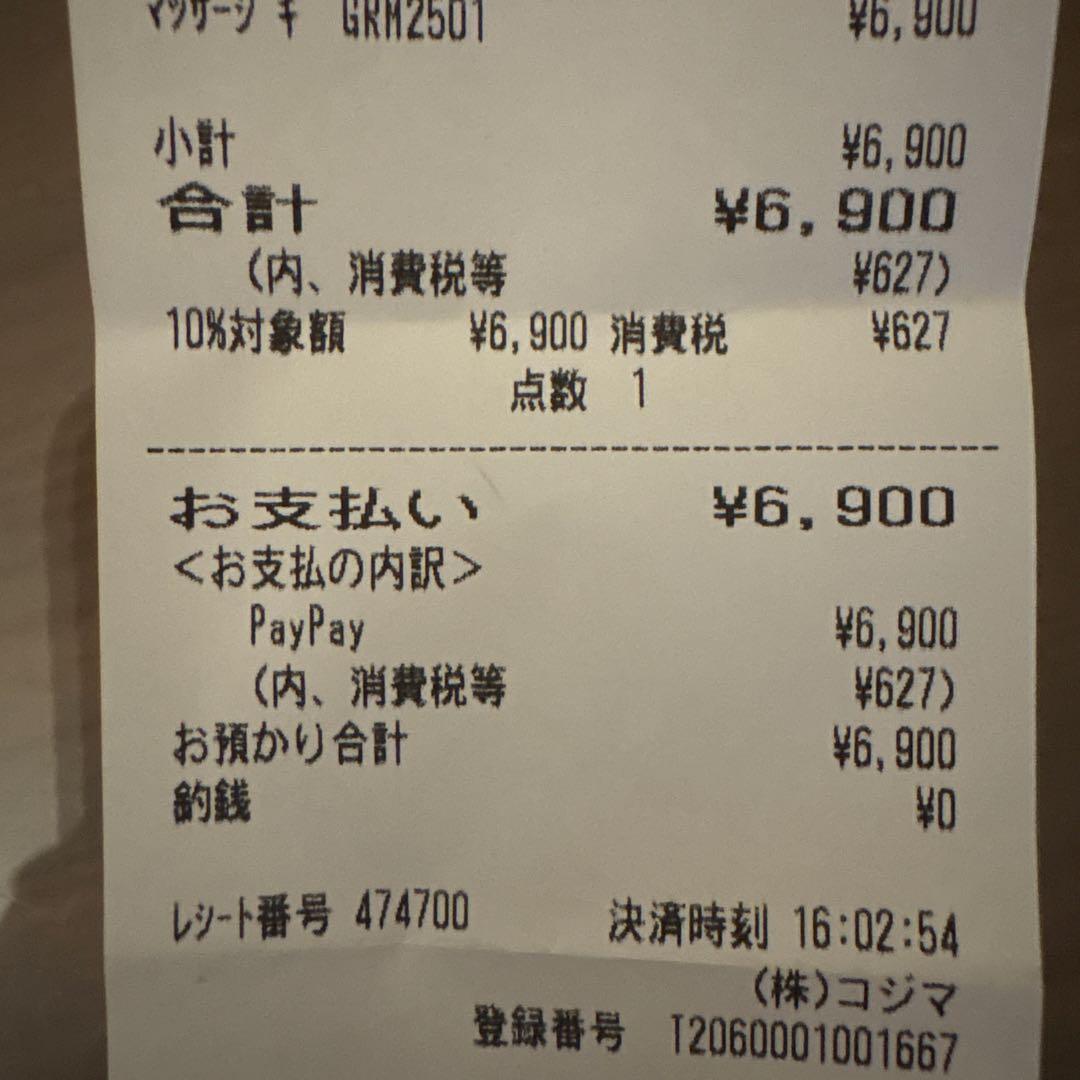 マッサージ キ GRM2501 ¥6,900
小計 ¥6,900
合計 ¥6,900
(内、消費税等 ¥627)
10%対象額 ¥6,900 消費税 ¥627
点数 1
お支払い ¥6,900
<お支払の内訳>
PayPay ¥6,900
(内、消費税等 ¥627)
お預かり合計 ¥6,900
釣銭 ¥0
レシート番号 474700 決済時刻 16:02:54
(株)コジマ
登録番号 T2060001001667